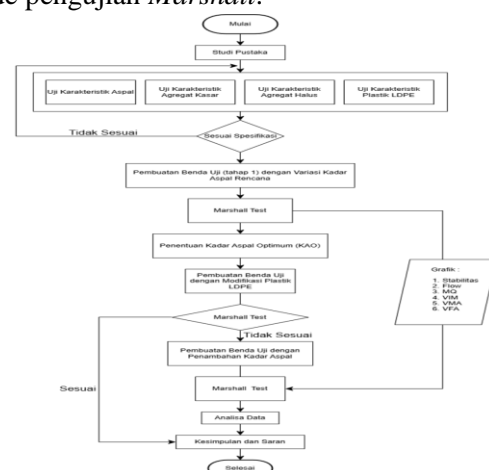 de pengujian Marshall.
Mulai
Studi Pustaka
Uji Karakteristik Aspal
Uji Karakteristik
Agregat Kasar
Uji Karakteristik
Agregat Halus
Uji Karakteristik
Plastik LDPE
Tidak Sesuai
Sesuai Spesifikasi
Pembuatan Benda Uji (tahap 1) dengan Variasi Kadar
Aspal Rencana
Marshall Test
Penentuan Kadar Aspal Optimum (KAO)
Grafik :
1. Stabilitas
2. Flow
3. MQ
4. VIM
5. VMA
6. VFA
Pembuatan Benda Uji
dengan Modifikasi Plastik
LDPE
Marshall Test
Tidak Sesuai
Pembuatan Benda Uji dengan
Penambahan Kadar Aspal
Sesuai
Marshall Test
Analisa Data
Kesimpulan dan Saran
Selesai